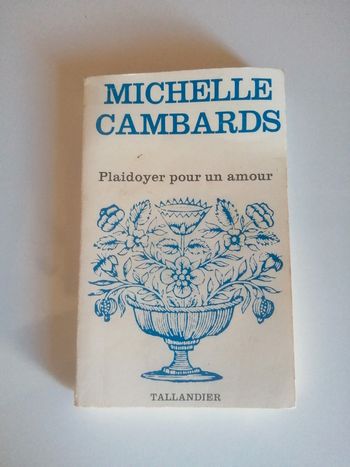 MICHELLE
CAMBARDS
Plaidoyer pour un amour
TALLANDIER